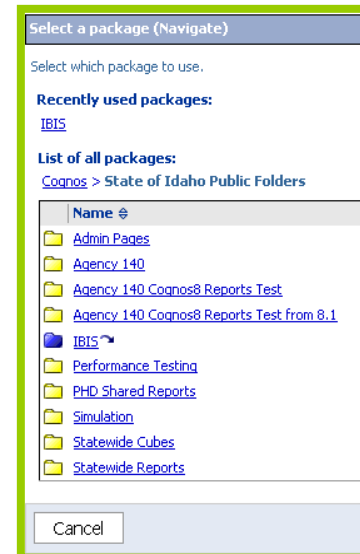 Select a package (Navigate)
Select which package to use.
Recently used packages:
IBIS
List of all packages:
Cognos > State of Idaho Public Folders
Name
Admin Pages
Agency 140
Agency 140 Cognos8 Reports Test
Agency 140 Cognos8 Reports Test from 8.1
IBIS
Performance Testing
PHD Shared Reports
Simulation
Statewide Cubes
Statewide Reports
Cancel